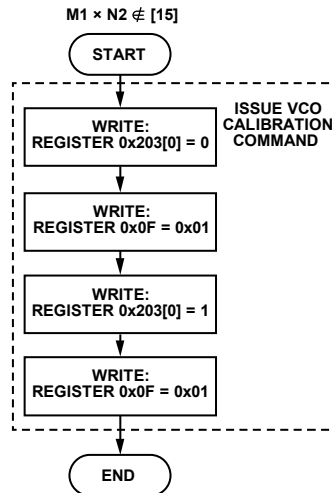 M1 × N2 ∉ [15]
START
ISSUE VCO
CALIBRATION
COMMAND
WRITE:
REGISTER 0x203[0] = 0
WRITE:
REGISTER 0x0F = 0x01
WRITE:
REGISTER 0x203[0] = 1
WRITE:
REGISTER 0x0F = 0x01
END